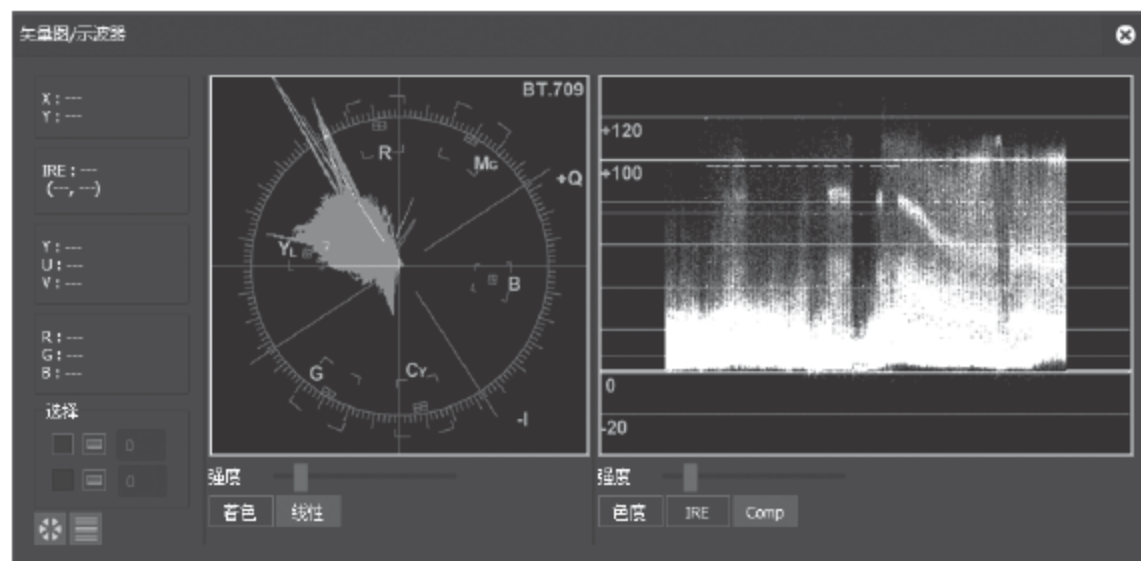 矢量图/示波器
X : ---
Y : ---
IRE : ---
(---, ---)
Y : ---
U : ---
V : ---
R : ---
G : ---
B : ---
选择
0
0
BT.709
R
MG
+Q
YL
B
G
CY
-I
强度
着色
线性
+120
+100
0
-20
强度
色度
IRE
Comp